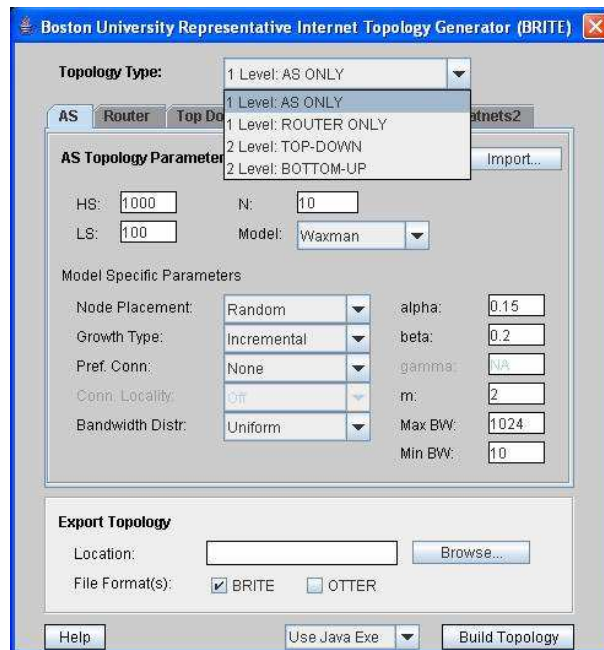 Boston University Representative Internet Topology Generator (BRITE)
Topology Type: 1 Level: AS ONLY
1 Level: AS ONLY
1 Level: ROUTER ONLY
2 Level: TOP-DOWN
2 Level: BOTTOM-UP
AS Router Top Do
AS Topology Parameter Import...
HS: 1000 N: 10
LS: 100 Model: Waxman
Model Specific Parameters
Node Placement: Random alpha: 0.15
Growth Type: Incremental beta: 0.2
Pref. Conn: None gamma: NA
Conn. Locality: Off m: 2
Bandwidth Distr: Uniform Max BW: 1024
Min BW: 10
Export Topology
Location: Browse...
File Format(s): BRITE OTTER
Help Use Java Exe Build Topology